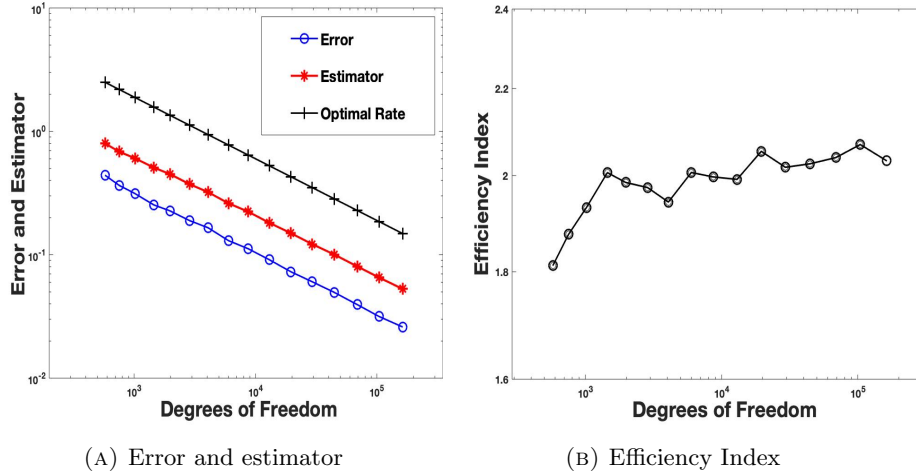 10^1
10^0
10^-1
10^-2
Error and Estimator
Error
Estimator
Optimal Rate
10^3
10^4
10^5
Degrees of Freedom
(A) Error and estimator
2.4
2.2
2
1.8
1.6
Efficiency Index
10^3
10^4
10^5
Degrees of Freedom
(B) Efficiency Index